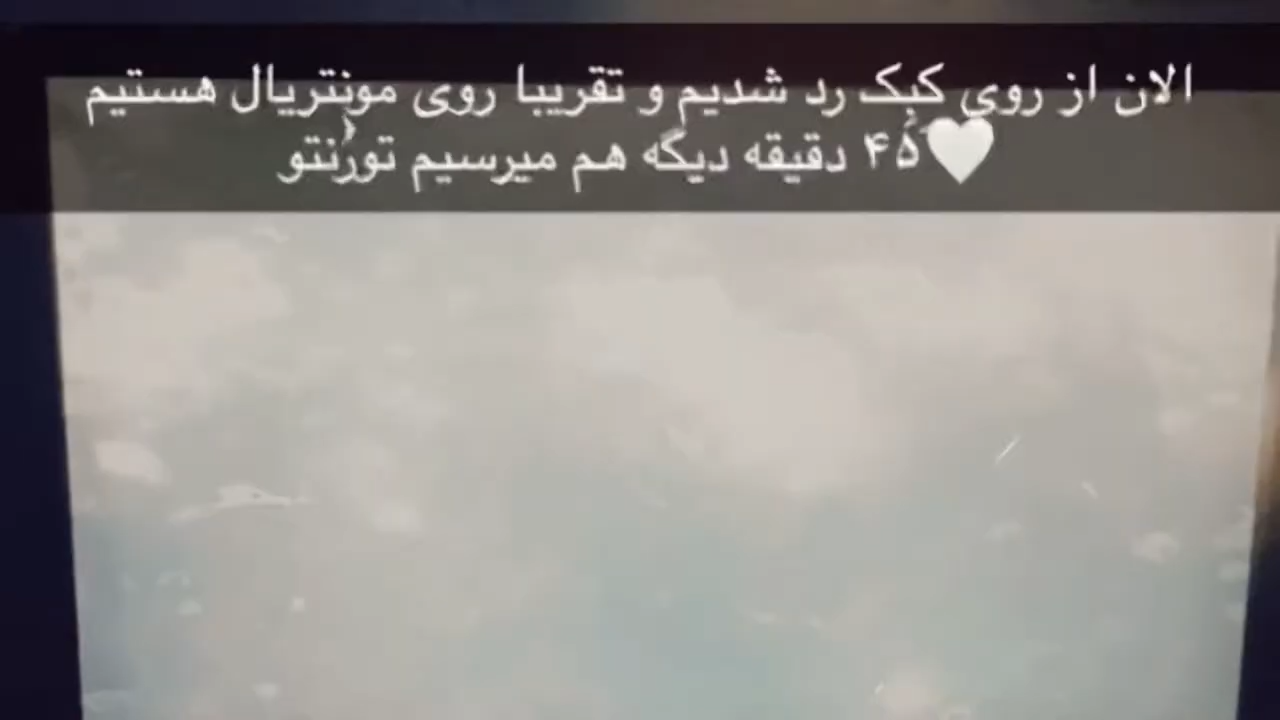 الان از روی کبک رد شدیم و تقریبا روی مونتریال هستیم
🤍۴۵ دقیقه دیگه هم میرسیم تورنتو